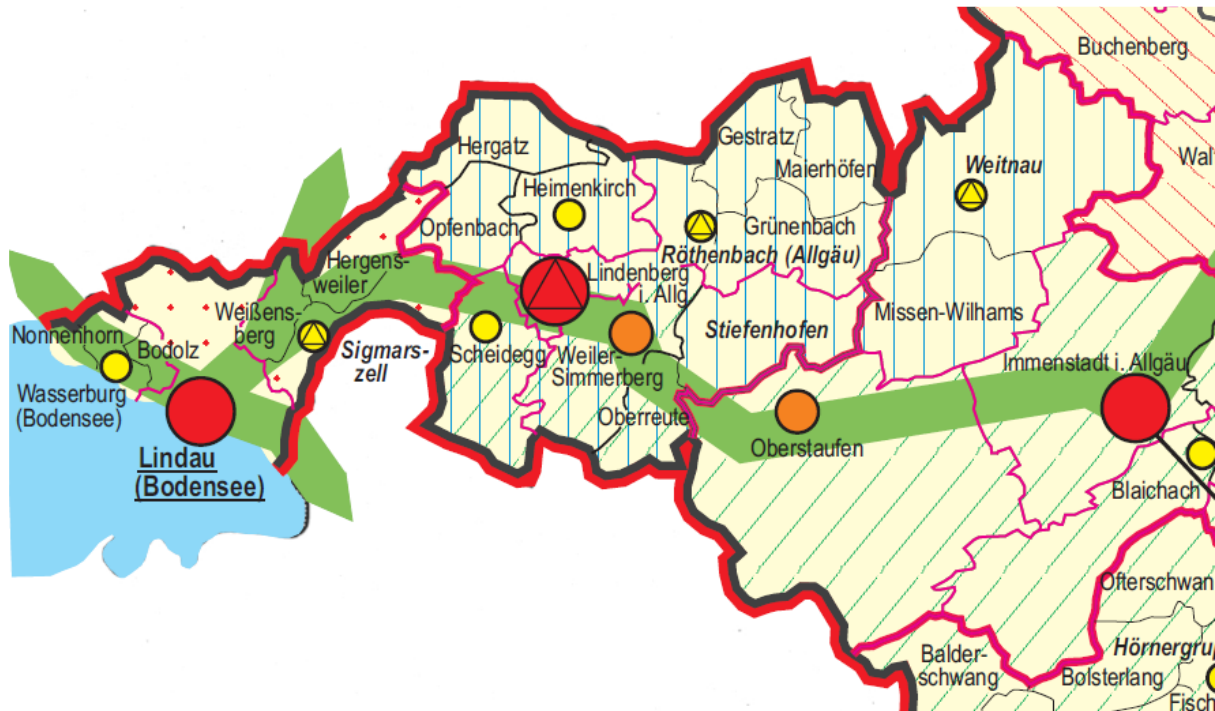 Buchenberg
Gestratz
Hergatz
Maierhöfen
Weitnau
Wal
Heimenkirch
Opfenbach
Grünenbach
Röthenbach (Allgäu)
Hergens-
weiler
Lindenberg
i. Allg.
Weißens-
berg
Missen-Wilhams
Stiefenhofen
Nonnenhorn
Bodolz
Sigmars-
zell
Scheidegg
Weiler-
Simmerberg
Immenstadt i. Allgäu
Wasserburg
(Bodensee)
Oberreute
Oberstaufen
Lindau
(Bodensee)
Blaichach
Ofterschwan
Balder-
schwang
Hörnergrup
Bolsterlang
Fisch